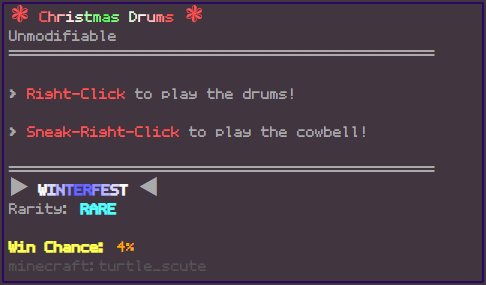 ❃ Christmas Drums ❃
Unmodifiable
> Right-Click to play the drums!
> Sneak-Right-Click to play the cowbell!
▶ WINTERFEST ◀
Rarity: RARE
Win Chance: 4%
minecraft:turtle_scute